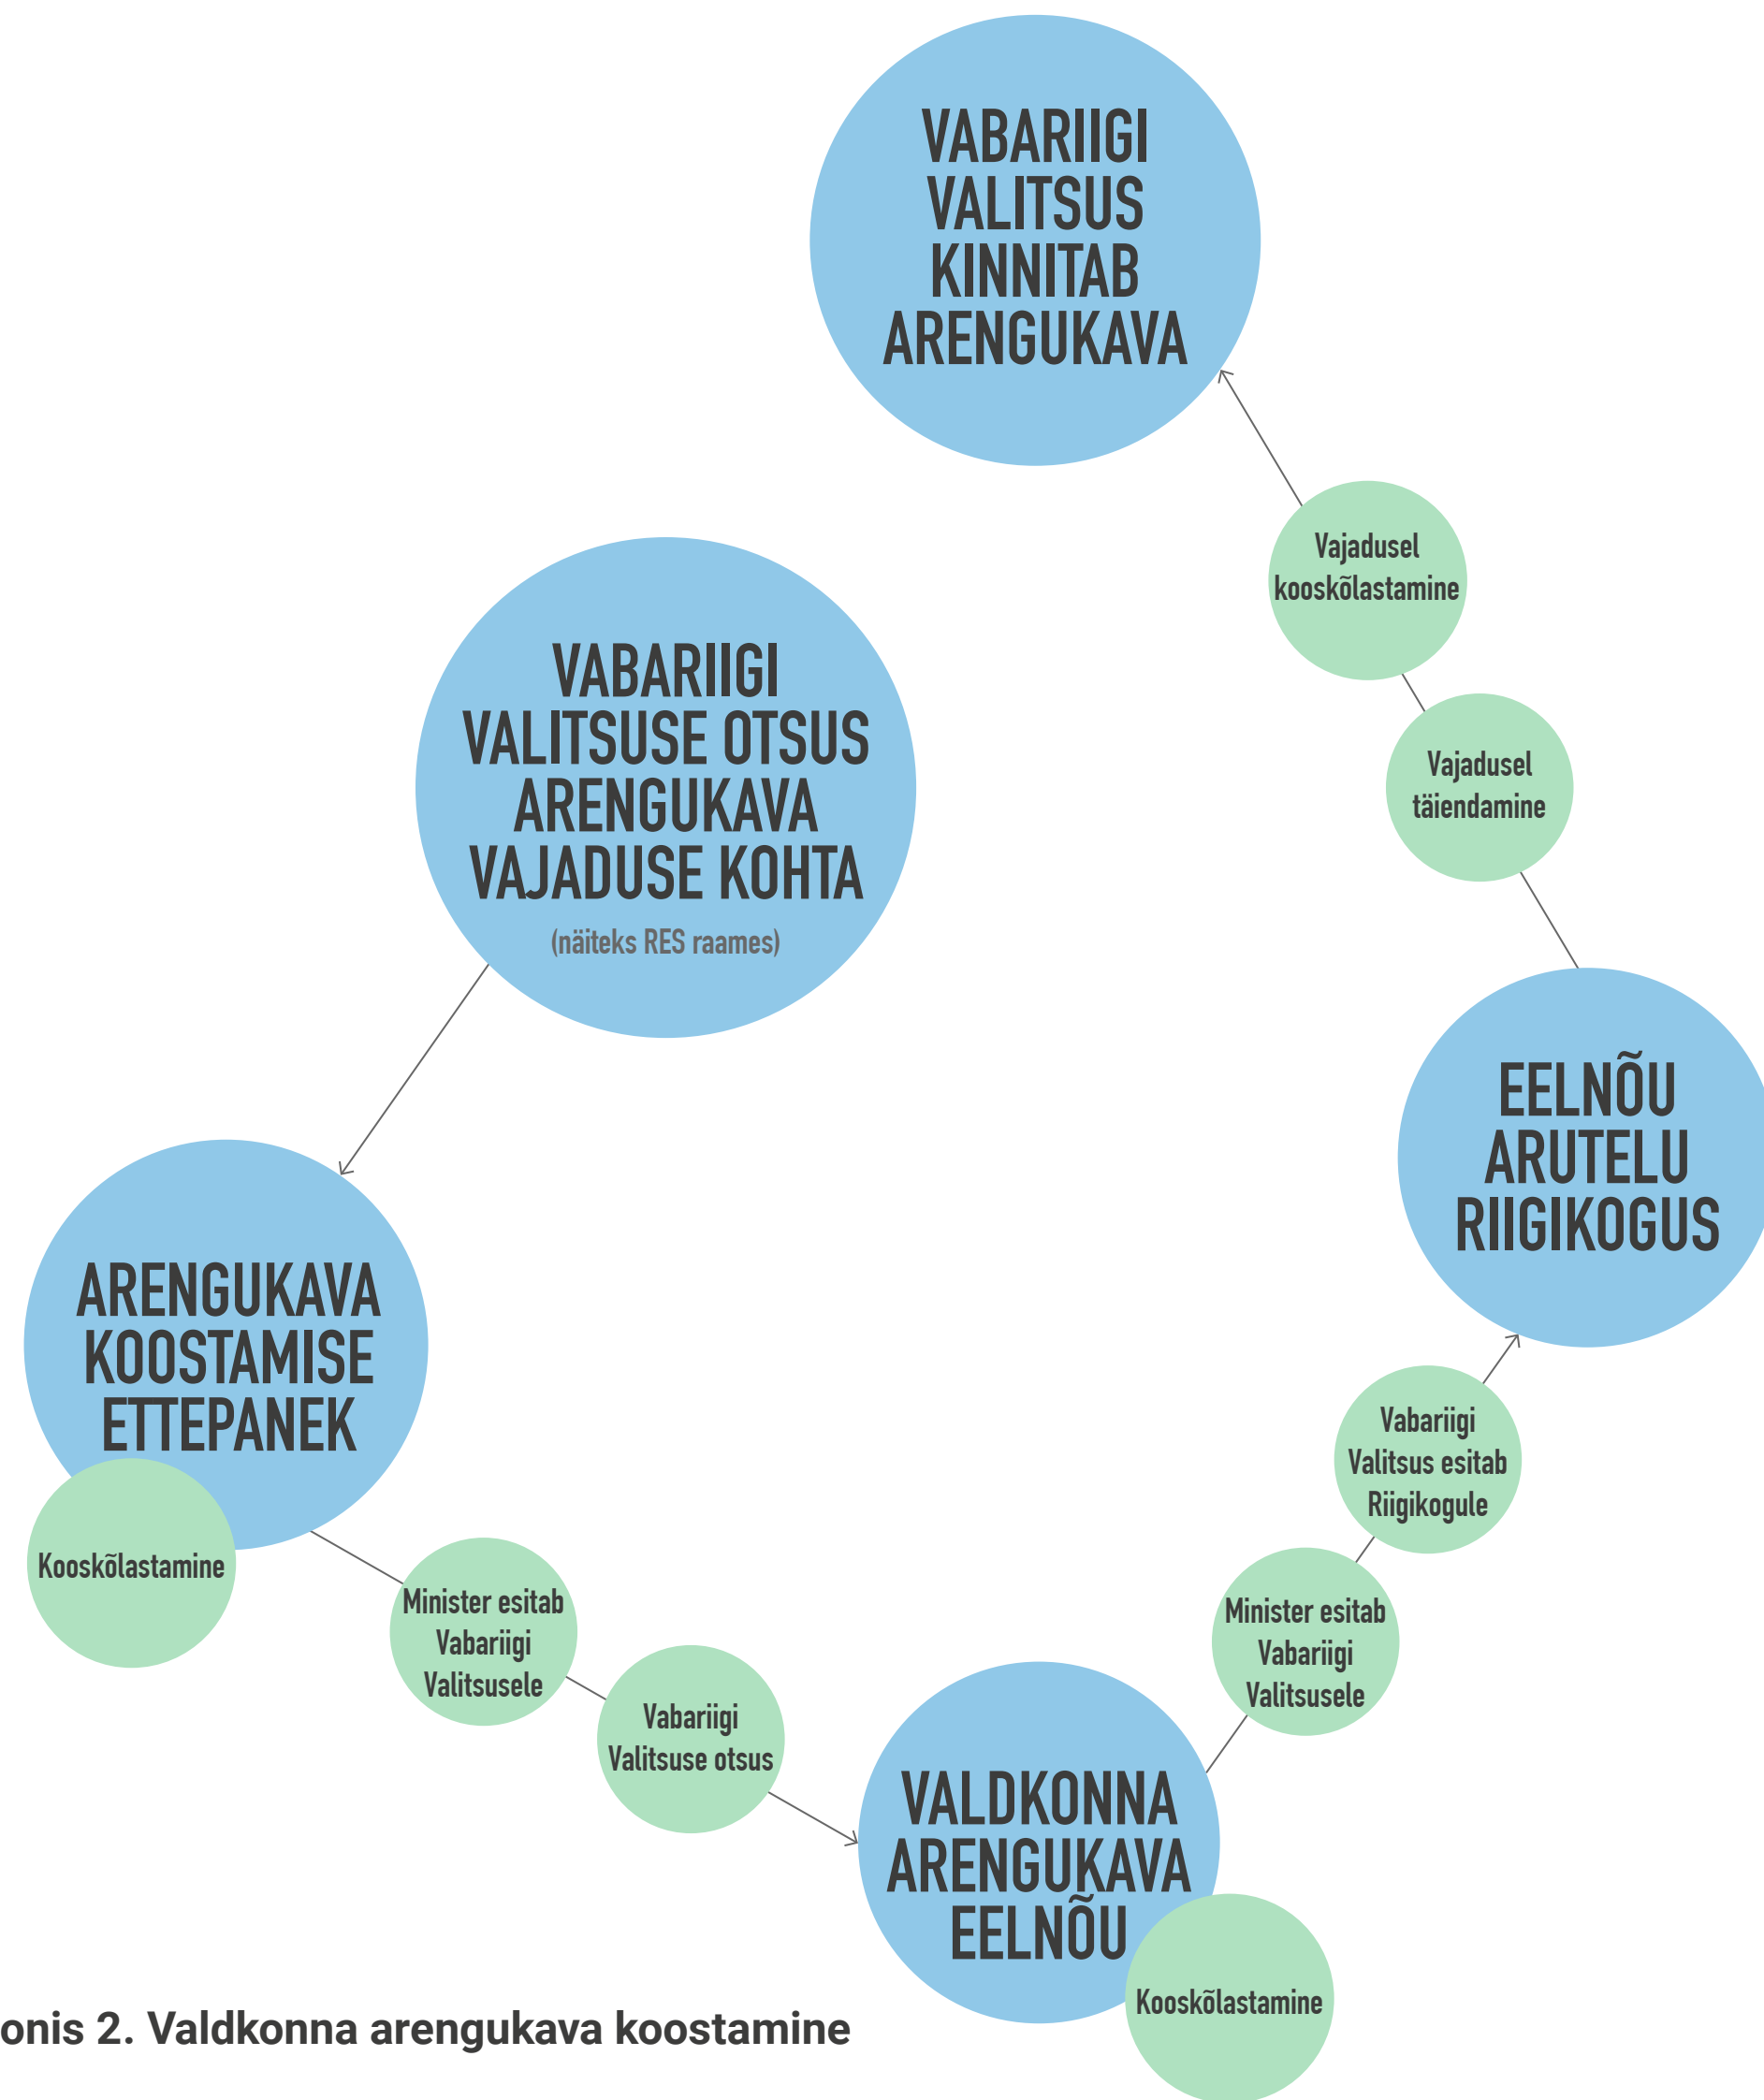 VABARIIGI
VALITSUS
KINNITAB
ARENGUKAVA
Vajadusel
kooskõlastamine
VABARIIGI
VALITSUSE OTSUS
ARENGUKAVA
VAJADUSE KOHTA
(näiteks RES raames)
Vajadusel
täiendamine
EELNÕU
ARUTELU
RIIGIKOGUS
ARENGUKAVA
KOOSTAMISE
ETTEPANEK
Kooskõlastamine
Minister esitab
Vabariigi
Valitsusele
Vabariigi
Valitsuse otsus
Vabariigi
Valitsus esitab
Riigikogule
Minister esitab
Vabariigi
Valitsusele
VALDKONNA
ARENGUKAVA
EELNÕU
Kooskõlastamine
onis 2. Valdkonna arengukava koostamine